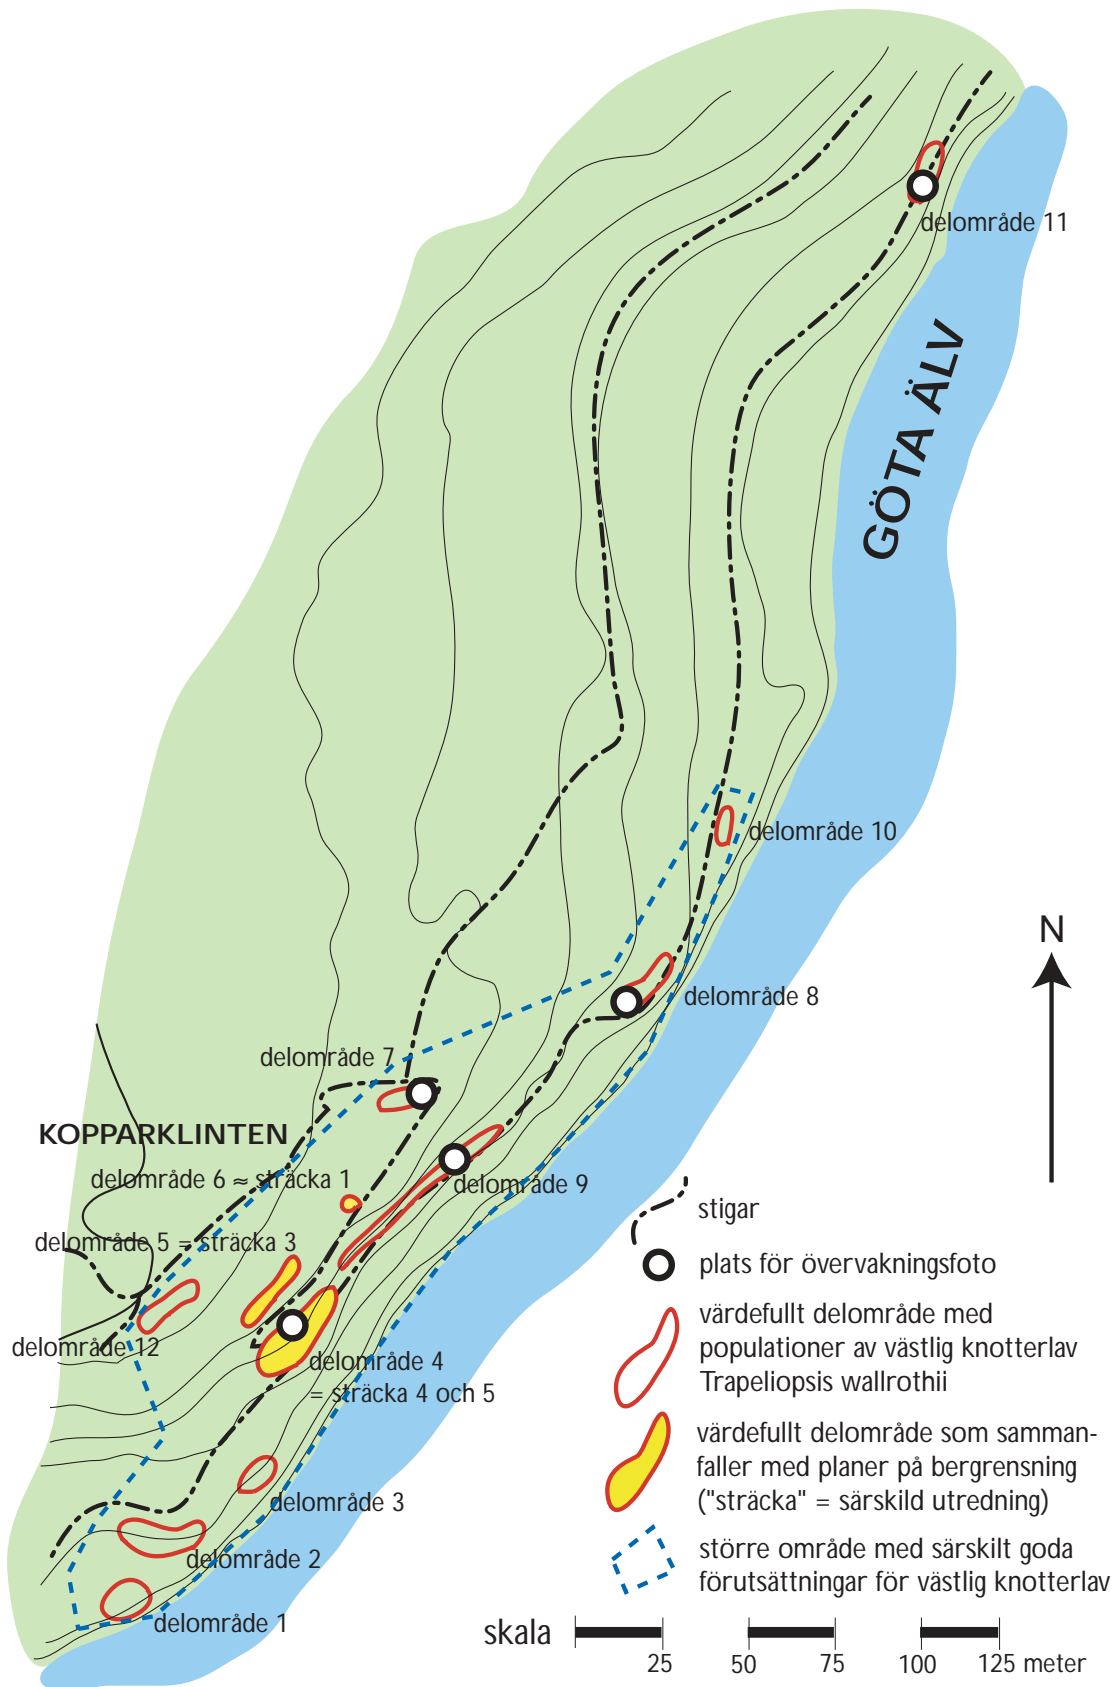 delområde 11
GÖTA ÄLV
delområde 10
N
delområde 8
delområde 7
KOPPARKLINTEN
delområde 6 ≈ sträcka 1
delområde 9
stigar
delområde 5 = sträcka 3
plats för övervakningsfoto
värdefullt delområde med
populationer av västlig knotterlav
Trapeliopsis wallrothii
delområde 12
delområde 4
= sträcka 4 och 5
värdefullt delområde som samman-
faller med planer på bergrensning
("sträcka" = särskild utredning)
delområde 3
delområde 2
större område med särskilt goda
förutsättningar för västlig knotterlav
delområde 1
skala
25 50 75 100 125 meter